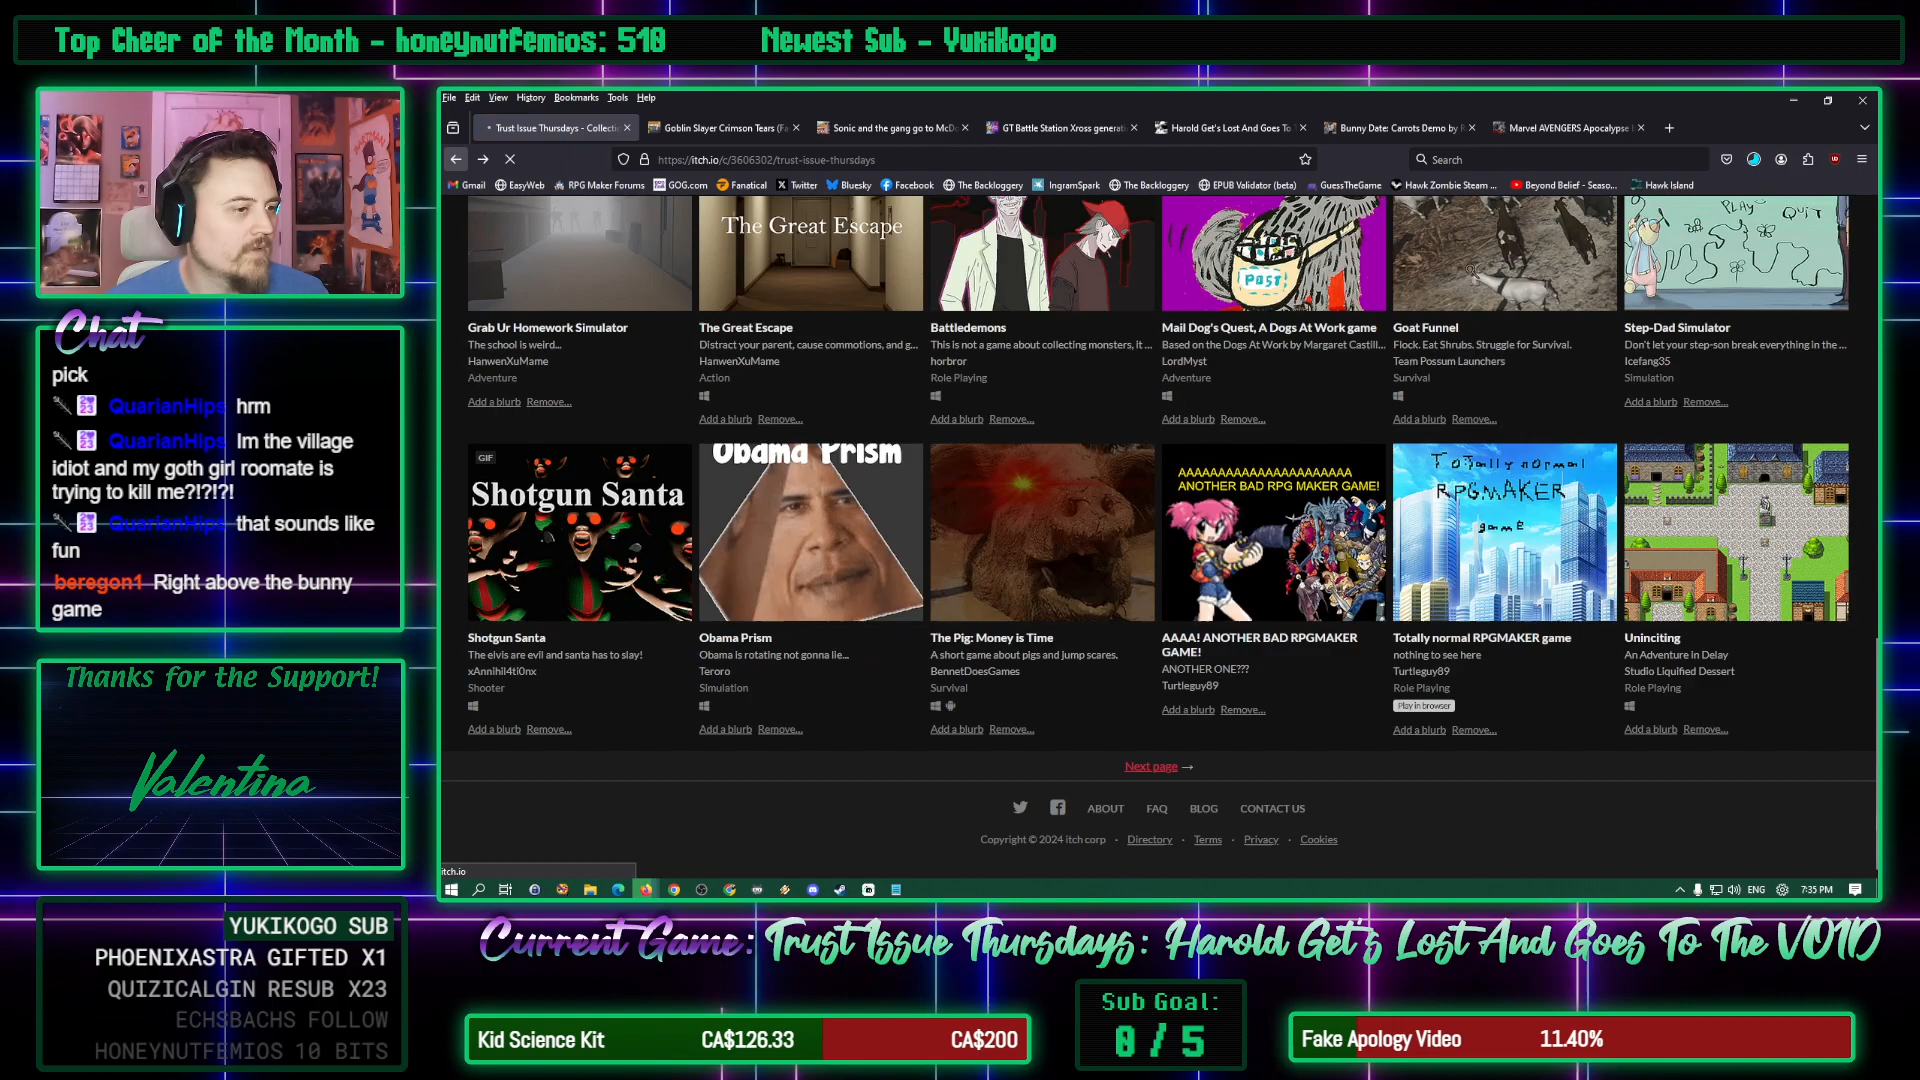 Top Cheer of the Month - honeynutfemios: 510
Newest Sub - YukiKogo
Chat
pick
QuarianHips hrm
QuarianHips Im the village
idiot and my goth girl roomate is
trying to kill me?!?!?!
QuarianHips that sounds like
fun
beregon1 Right above the bunny
game
Thanks for the Support!
Valentina
YUKIKOGO SUB
PHOENIXASTRA GIFTED X1
QUIZICALGIN RESUB X23
ECHSBACHS FOLLOW
HONEYNUTFEMIOS 10 BITS
File Edit View History Bookmarks Tools Help
Trust Issue Thursdays - Collecti
Goblin Slayer Crimson Tears (Fa
Sonic and the gang go to McDo
GT Battle Station Xross generati
Harold Get's Lost And Goes To T
Bunny Date: Carrots Demo by R
Marvel AVENGERS Apocalypse
https://itch.io/c/3606302/trust-issue-thursdays
Search
Gmail EasyWeb RPG Maker Forums GOG.com Fanatical Twitter Bluesky Facebook The Backloggery IngramSpark The Backloggery EPUB Validator (beta) GuessTheGame Hawk Zombie Steam ... Beyond Belief - Seaso... Hawk Island
The Great Escape
POST
PLAY QUIT
Grab Ur Homework Simulator
The school is weird...
HanwenXuMame
Adventure
Add a blurb Remove...
The Great Escape
Distract your parent, cause commotions, and g...
HanwenXuMame
Action
Add a blurb Remove...
Battledemons
This is not a game about collecting monsters, it ...
horbror
Role Playing
Add a blurb Remove...
Mail Dog's Quest, A Dogs At Work game
Based on the Dogs At Work by Margaret Castill...
LordMyst
Adventure
Add a blurb Remove...
Goat Funnel
Flock. Eat Shrubs. Struggle for Survival.
Team Possum Launchers
Survival
Add a blurb Remove...
Step-Dad Simulator
Don't let your step-son break everything in the ...
Icefang35
Simulation
Add a blurb Remove...
GIF
Shotgun Santa
Obama Prism
AAAAAAAAAAAAAAAAAAAAAA
ANOTHER BAD RPG MAKER GAME!
Totally normal
RPGMAKER
game
Shotgun Santa
The elvis are evil and santa has to slay!
xAnnihil4ti0nx
Shooter
Add a blurb Remove...
Obama Prism
Obama is rotating not gonna lie...
Teroro
Simulation
Add a blurb Remove...
The Pig: Money is Time
A short game about pigs and jump scares.
BennetDoesGames
Survival
Add a blurb Remove...
AAAA! ANOTHER BAD RPGMAKER
GAME!
ANOTHER ONE???
Turtleguy89
Add a blurb Remove...
Totally normal RPGMAKER game
nothing to see here
Turtleguy89
Role Playing
Play in browser
Add a blurb Remove...
Uninciting
An Adventure in Delay
Studio Liquified Dessert
Role Playing
Add a blurb Remove...
Next page →
ABOUT FAQ BLOG CONTACT US
Copyright © 2024 itch corp · Directory · Terms · Privacy · Cookies
itch.io
ENG 7:35 PM
Current Game: Trust Issue Thursdays: Harold Get's Lost And Goes To The VOID
Kid Science Kit CA$126.33 CA$200
Sub Goal:
0 / 5
Fake Apology Video 11.40%